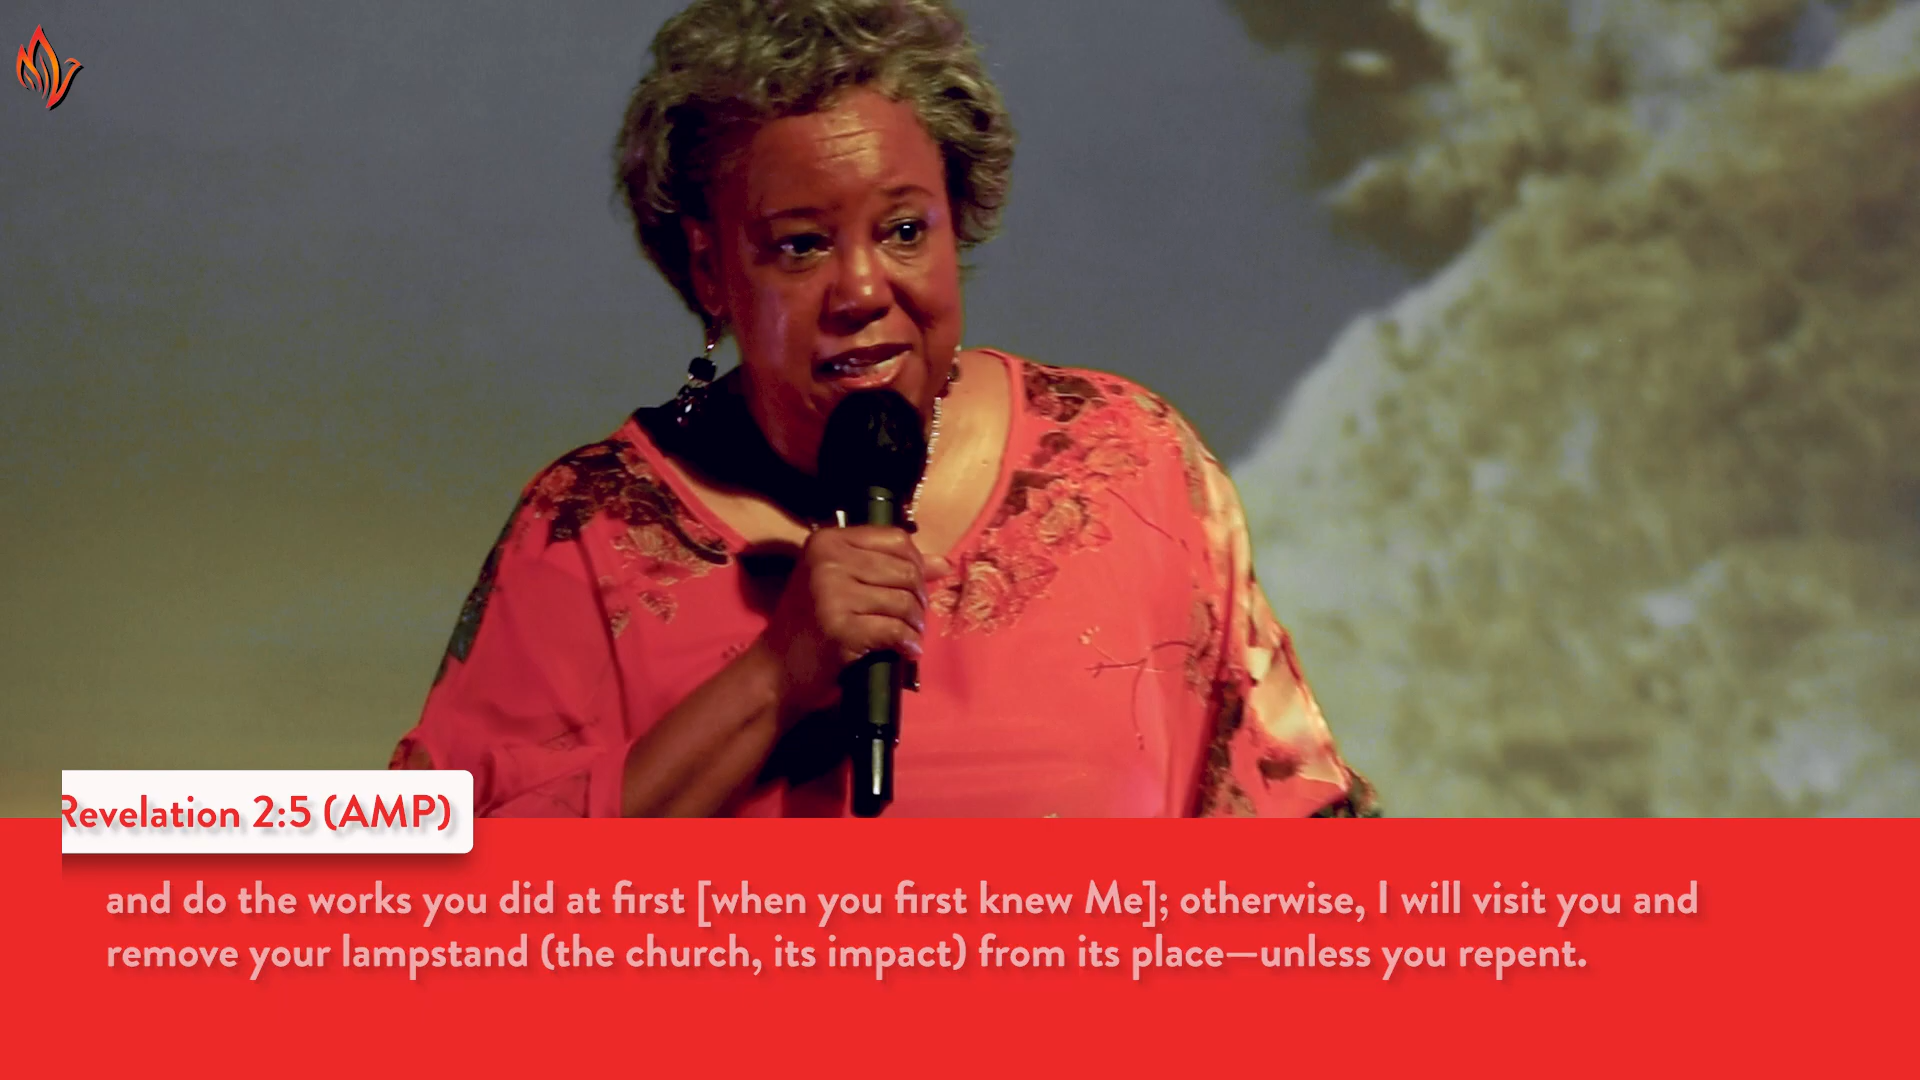 Revelation 2:5 (AMP)
and do the works you did at first [when you first knew Me]; otherwise, I will visit you and
remove your lampstand (the church, its impact) from its place—unless you repent.